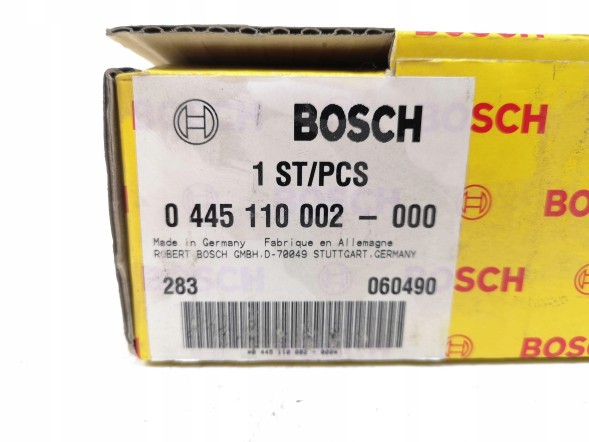 BOSCH
1 ST/PCS
0 445 110 002 - 000
Made in Germany Fabrique en Allemagne
ROBERT BOSCH GMBH.D-70049 STUTTGART.GERMANY
283 060490
BOSCH
BO
BOSCH